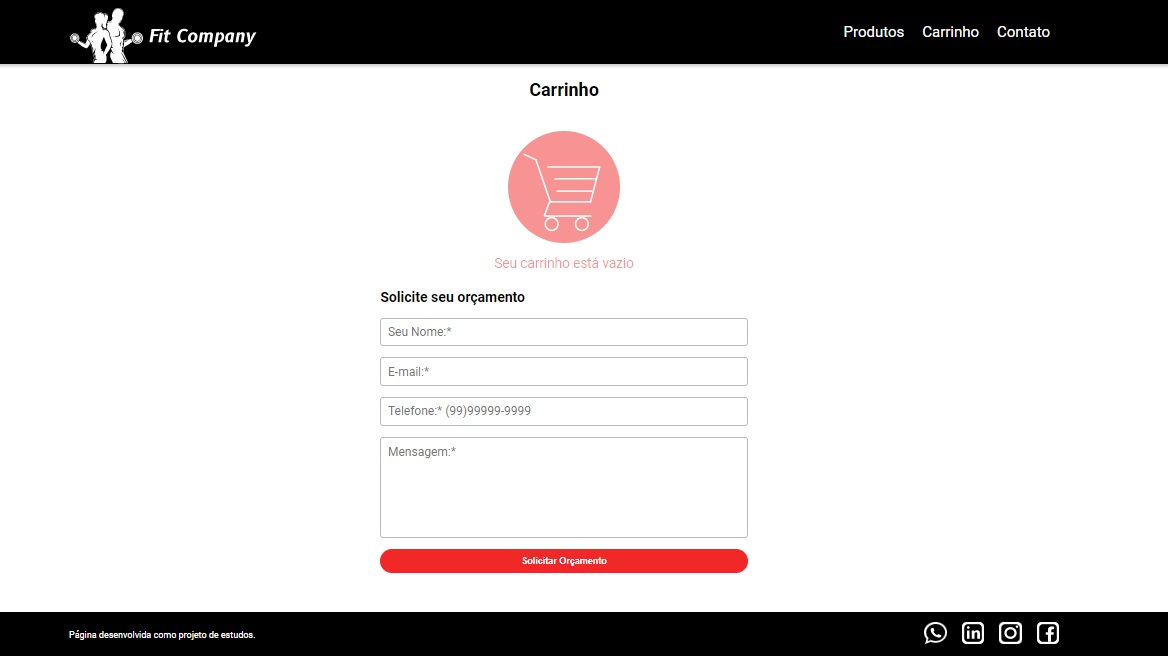 Fit Company
Produtos Carrinho Contato
Carrinho
Seu carrinho está vazio
Solicite seu orçamento
Seu Nome:*
E-mail:*
Telefone:* (99)99999-9999
Mensagem:*
Solicitar Orçamento
Página desenvolvida como projeto de estudos.